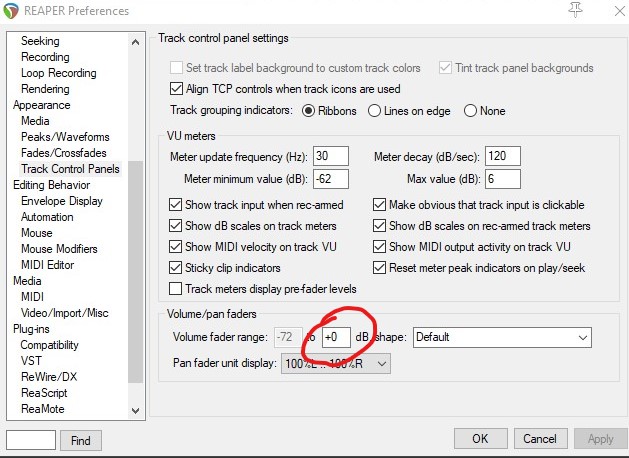 REAPER Preferences
Seeking
Recording
Loop Recording
Rendering
Appearance
Media
Peaks/Waveforms
Fades/Crossfades
Track Control Panels
Editing Behavior
Envelope Display
Automation
Mouse
Mouse Modifiers
MIDI Editor
Media
MIDI
Video/Import/Misc
Plug-ins
Compatibility
VST
ReWire/DX
ReaScript
ReaMote
Find
Track control panel settings
Set track label background to custom track colors Tint track panel backgrounds
Align TCP controls when track icons are used
Track grouping indicators: Ribbons Lines on edge None
VU meters
Meter update frequency (Hz): 30 Meter decay (dB/sec): 120
Meter minimum value (dB): -62 Max value (dB): 6
Show track input when rec-armed Make obvious that track input is clickable
Show dB scales on track meters Show dB scales on rec-armed track meters
Show MIDI velocity on track VU Show MIDI output activity on track VU
Sticky clip indicators Reset meter peak indicators on play/seek
Track meters display pre-fader levels
Volume/pan faders
Volume fader range: -72 to +0 dB, shape: Default
Pan fader unit display: 100%L .. 100%R
OK Cancel Apply